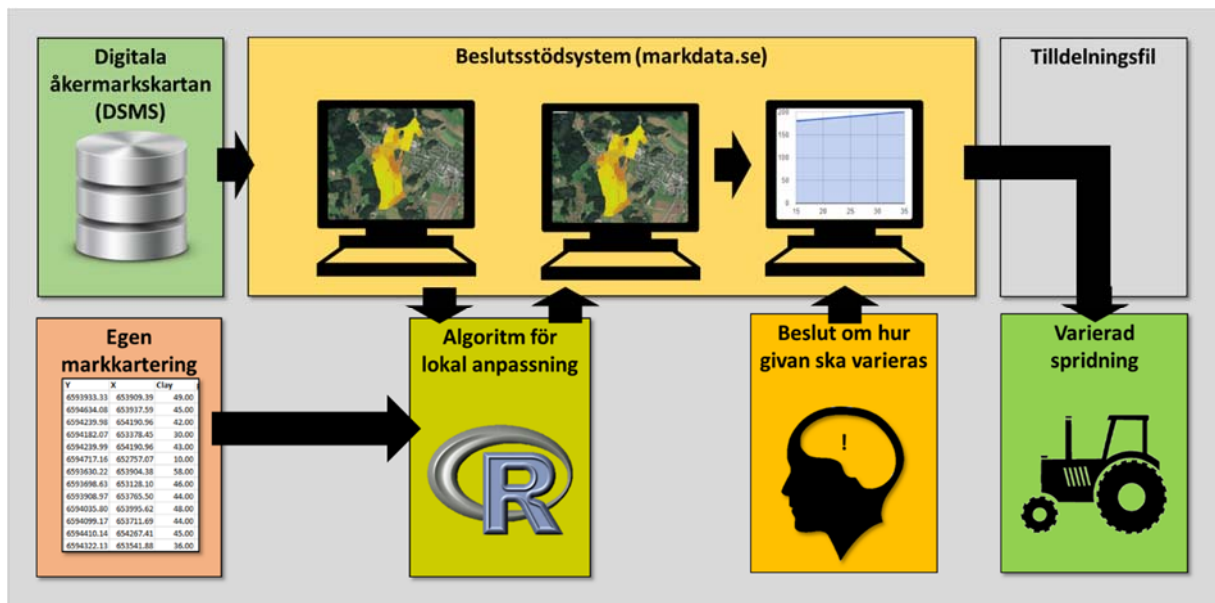 Digitala
åkermarkskartan
(DSMS)
Beslutsstödsystem (markdata.se)
200
150
100
50
0
15 20 25 30 35
Tilldelningsfil
Egen
markkartering
Y X Clay
6593933.33 653909.39 49.00
6594634.08 653937.59 45.00
6594239.98 654190.96 42.00
6594182.07 653378.45 30.00
6594239.99 654190.96 43.00
6594717.16 652757.07 10.00
6593630.22 653904.38 58.00
6593698.63 653128.10 46.00
6593908.97 653765.50 44.00
6594035.80 653995.62 48.00
6594099.17 653711.69 44.00
6594410.14 654267.41 45.00
6594322.13 653541.88 36.00
Algoritm för
lokal anpassning
R
Beslut om hur
givan ska varieras
!
Varierad
spridning